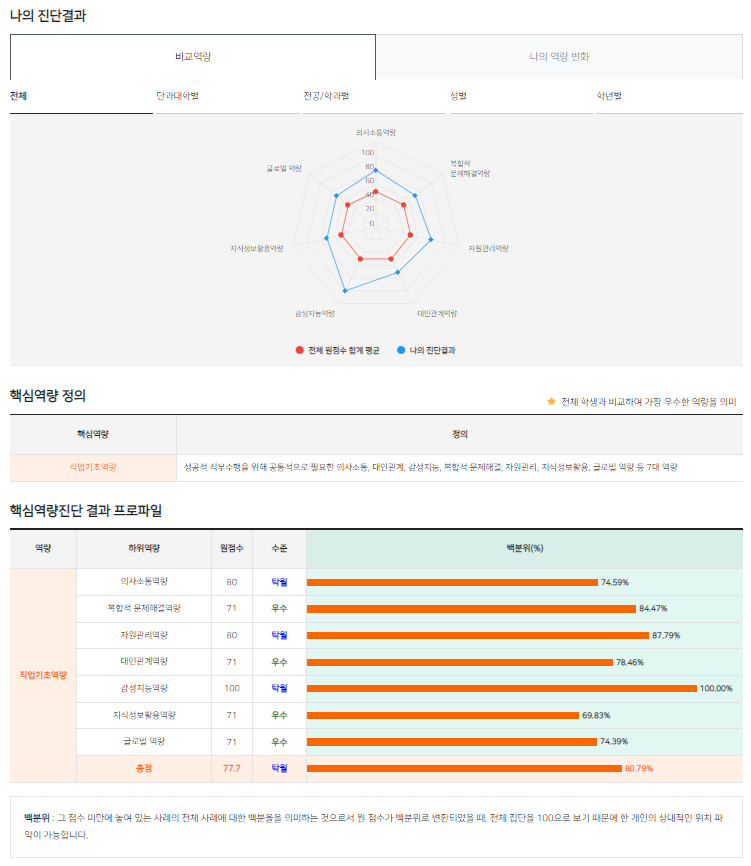 나의 진단결과
비교역량 나의 역량 변화
전체 단과대학별 전공/학과별 성별 학년별
의사소통역량
글로벌 역량 복합적
문제해결역량
100
80
60
40
20
0
지식정보활용역량 자원관리역량
감성지능역량 대인관계역량
전체 원점수 합계 평균 나의 진단결과
핵심역량 정의
★ 전체 학생과 비교하여 가장 우수한 역량을 의미
핵심역량 정의
직업기초역량 성공적 직무수행을 위해 공통적으로 필요한 의사소통, 대인관계, 감성지능, 복합적 문제해결, 자원관리, 지식정보활용, 글로벌 역량 등 7대 역량
핵심역량진단 결과 프로파일
역량 하위역량 원점수 수준 백분위(%)
의사소통역량 80 탁월 74.59%
복합적 문제해결역량 71 우수 84.47%
자원관리역량 80 탁월 87.79%
대인관계역량 71 우수 78.46%
직업기초역량
감성지능역량 100 탁월 100.00%
지식정보활용역량 71 우수 69.83%
글로벌 역량 71 우수 74.39%
총점 77.7 탁월 80.79%
백분위 : 그 점수 미만에 놓여 있는 사례의 전체 사례에 대한 백분율을 의미하는 것으로서 원 점수가 백분위로 변환되었을 때, 전체 집단을 100으로 보기 때문에 한 개인의 상대적인 위치 파
악이 가능합니다.